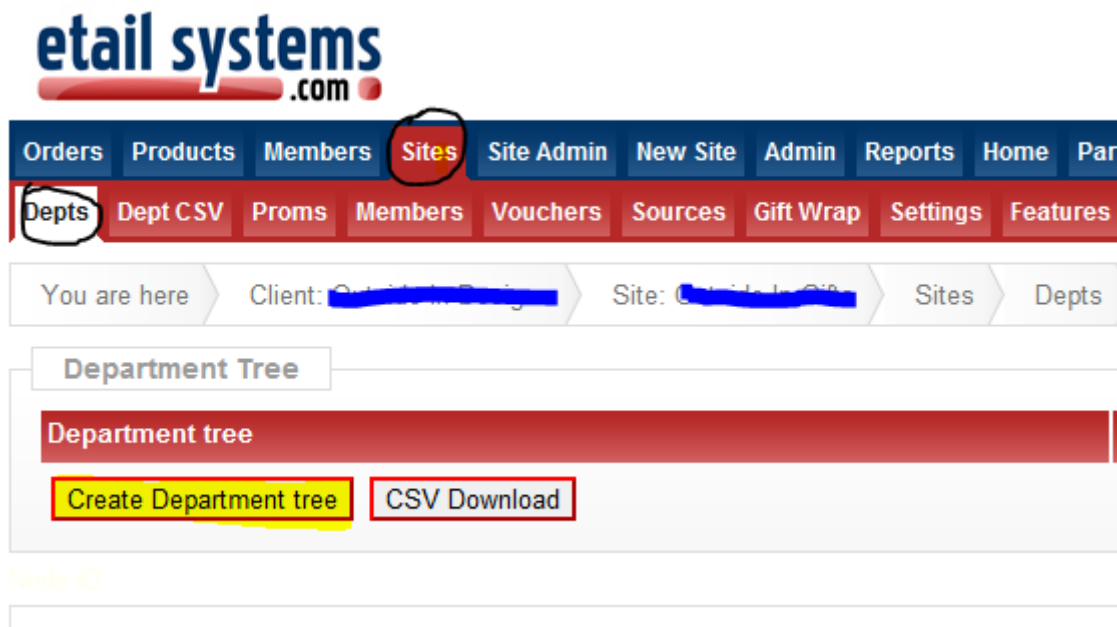 etail systems
.com
Orders Products Members Sites Site Admin New Site Admin Reports Home Par
Depts Dept CSV Proms Members Vouchers Sources Gift Wrap Settings Features
You are here Client: Site: Sites Depts
Department Tree
Department tree
Create Department tree CSV Download